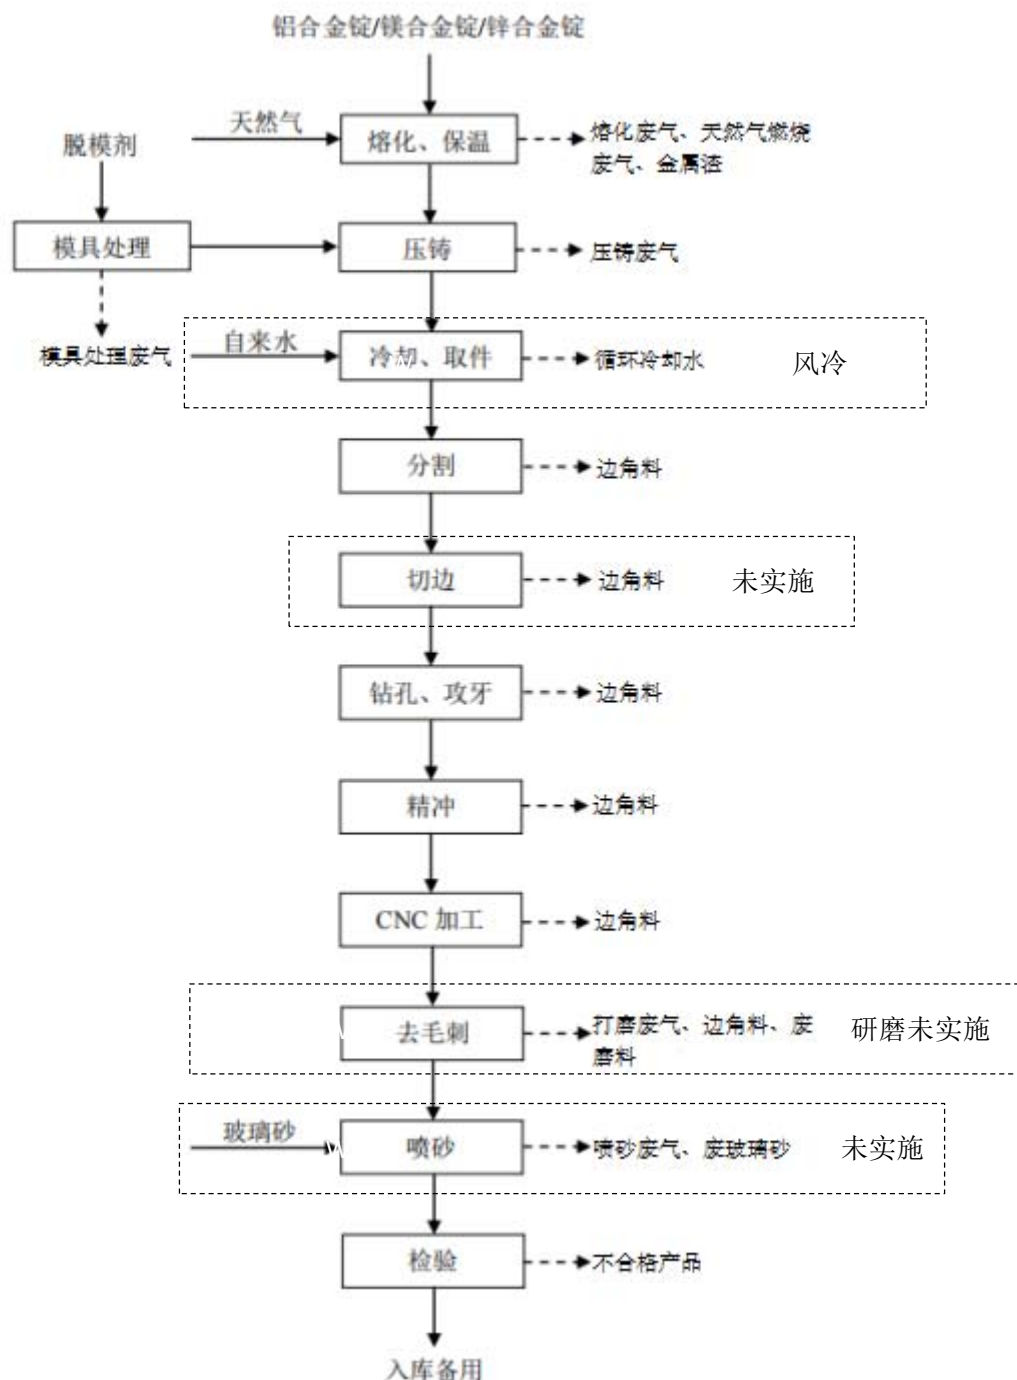 铝合金锭/镁合金锭/锌合金锭
天然气
脱模剂
熔化、保温
熔化废气、天然气燃烧
废气、金属渣
模具处理
压铸
压铸废气
自来水
模具处理废气
冷却、取件
循环冷却水
风冷
分割
边角料
切边
边角料
未实施
钻孔、攻牙
边角料
精冲
边角料
CNC 加工
边角料
去毛刺
打磨废气、边角料、废
磨料
研磨未实施
玻璃砂
喷砂
喷砂废气、废玻璃砂
未实施
检验
不合格产品
入库备用